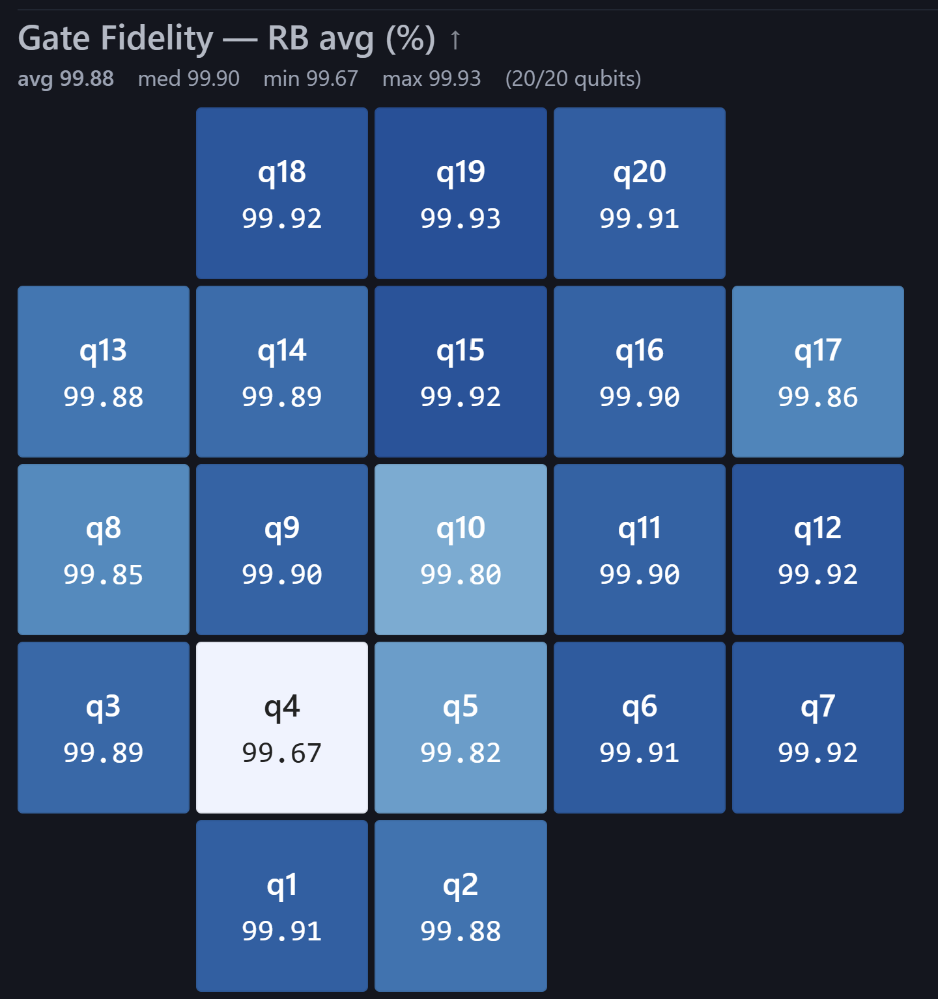 Gate Fidelity — RB avg (%) ↑
avg 99.88 med 99.90 min 99.67 max 99.93 (20/20 qubits)
q18 q19 q20
99.92 99.93 99.91
q13 q14 q15 q16 q17
99.88 99.89 99.92 99.90 99.86
q8 q9 q10 q11 q12
99.85 99.90 99.80 99.90 99.92
q3 q4 q5 q6 q7
99.89 99.67 99.82 99.91 99.92
q1 q2
99.91 99.88